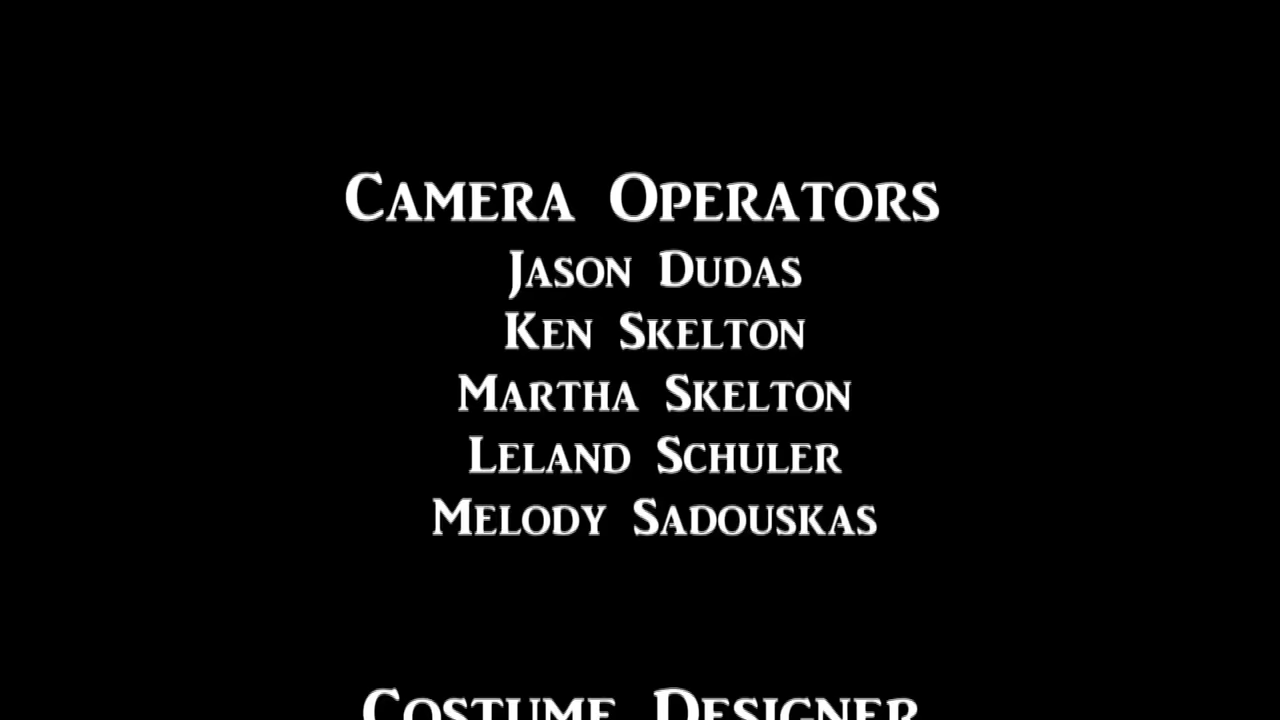 Camera Operators
Jason Dudas
Ken Skelton
Martha Skelton
Leland Schuler
Melody Sadouskas
Costume Designer